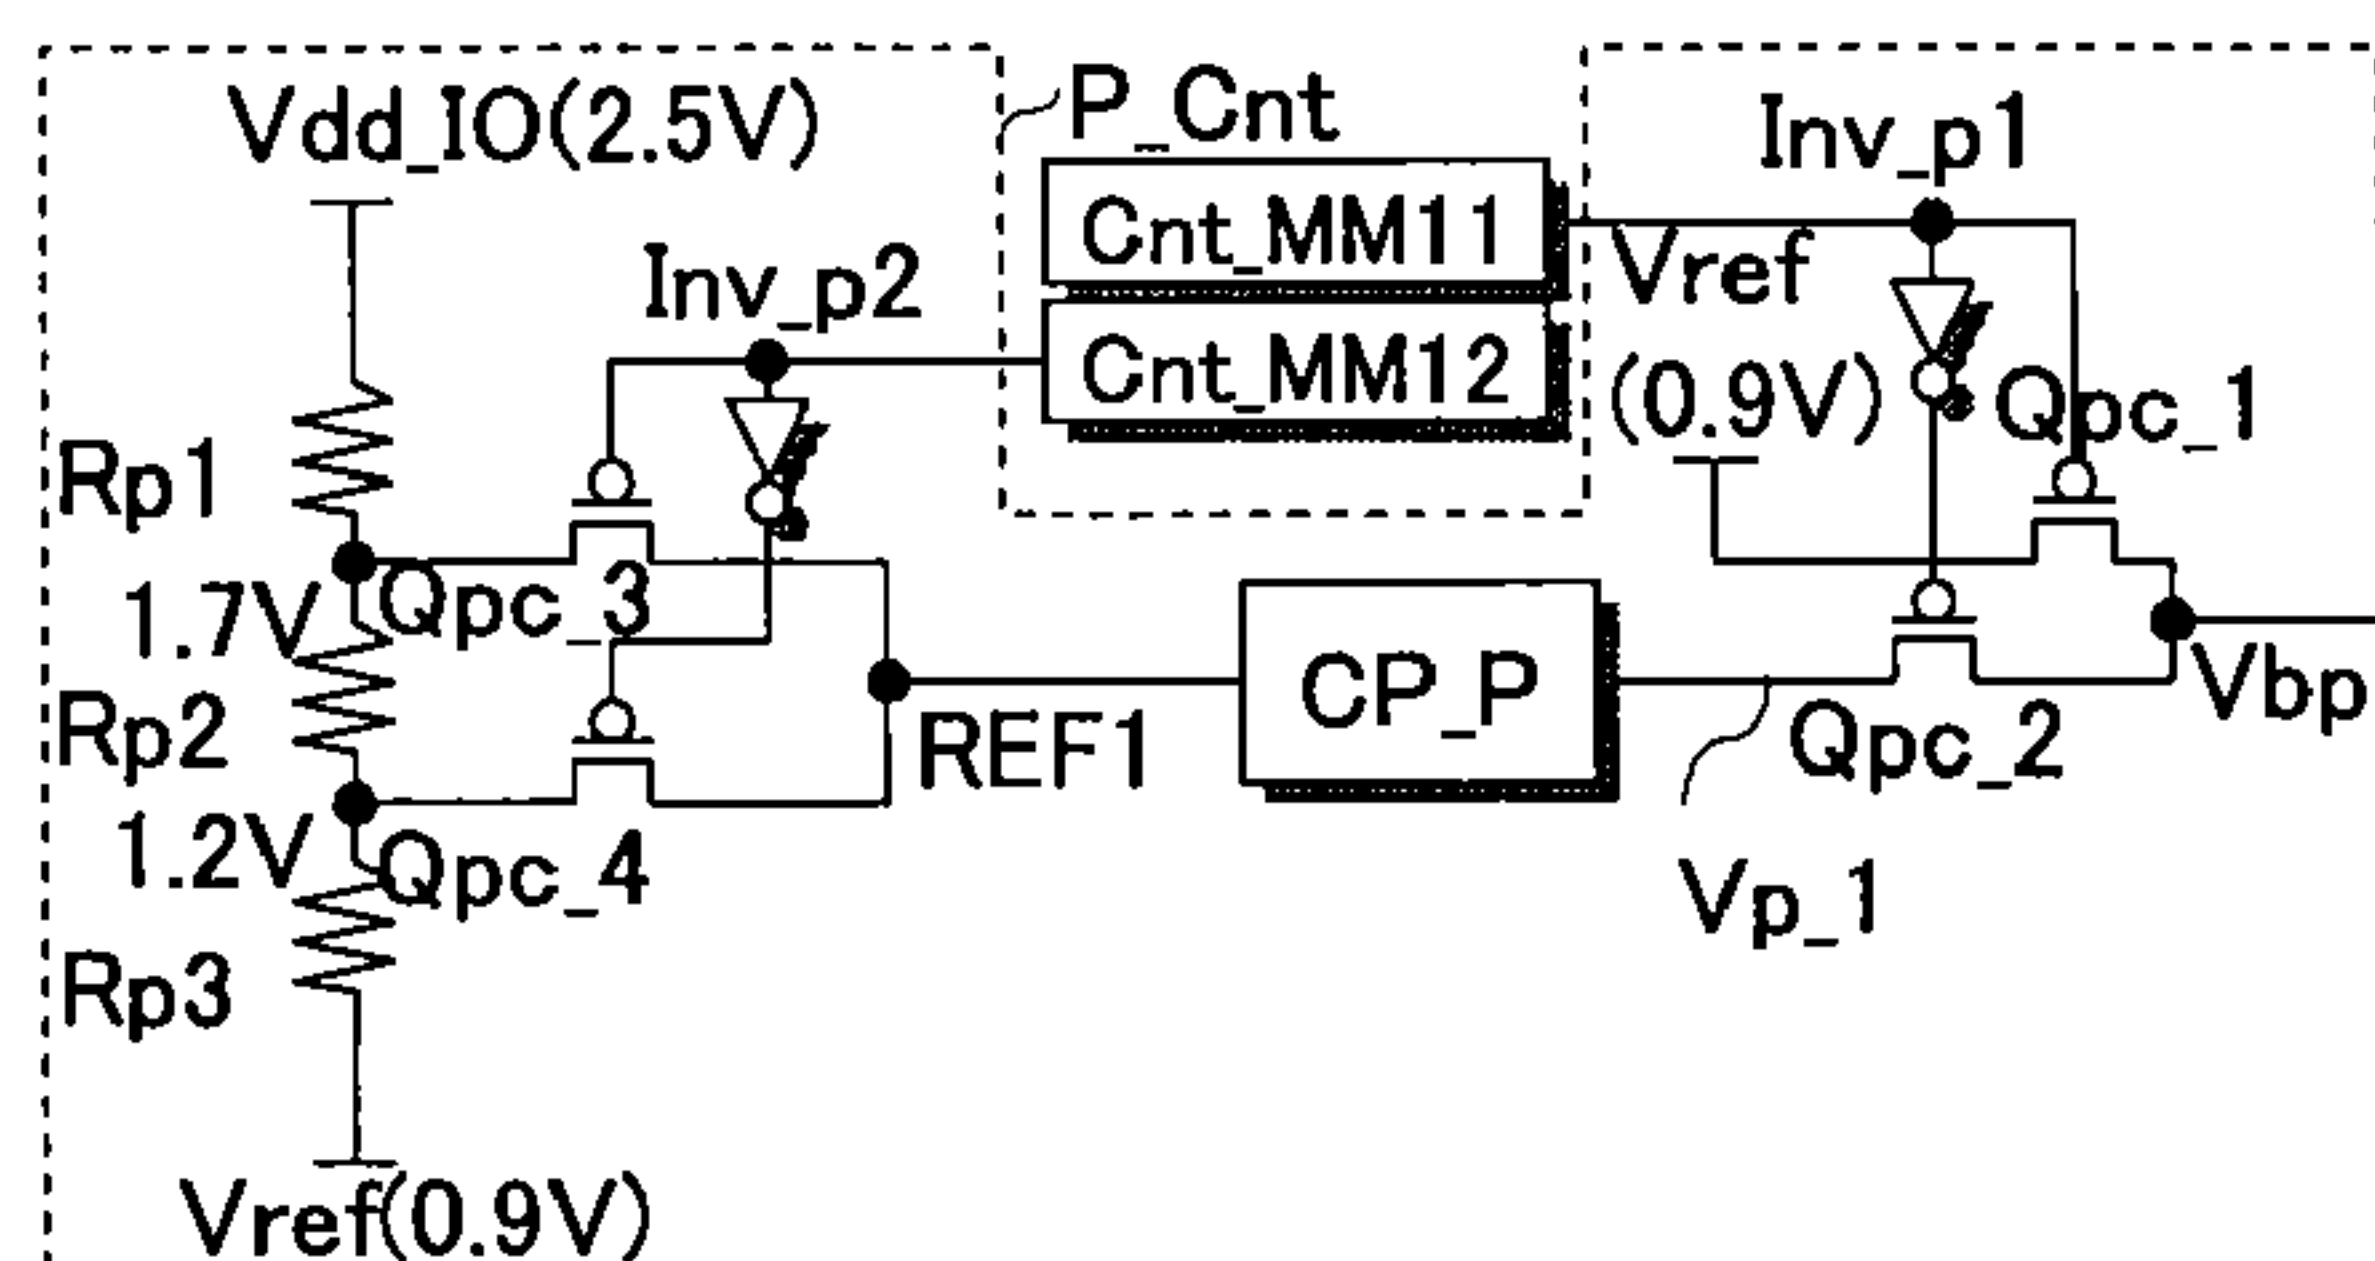 Vdd_IO(2.5V)
P_Cnt
Inv_p1
Cnt_MM11
Inv_p2
Vref
(0.9V)
Cnt_MM12
Qpc_1
Rp1
Qpc_3
1.7V
CP_P
Rp2
REF1
Qpc_2
Vbp
1.2V
Qpc_4
Vp_1
Rp3
Vref(0.9V)